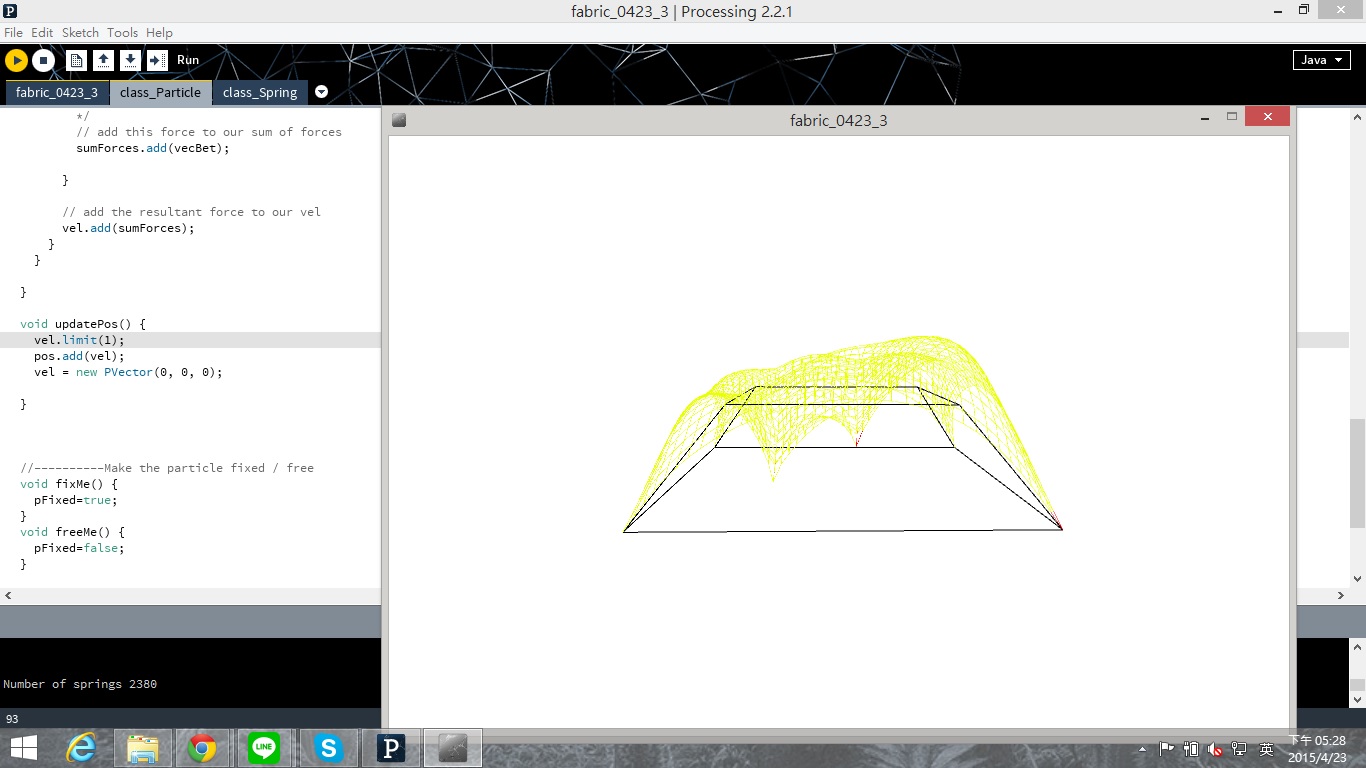 fabric_0423_3 | Processing 2.2.1
File Edit Sketch Tools Help
Run
Java
fabric_0423_3 class_Particle class_Spring
fabric_0423_3
*/
// add this force to our sum of forces
sumForces.add(vecBet);
}
// add the resultant force to our vel
vel.add(sumForces);
}
}
}
void updatePos() {
vel.limit(1);
pos.add(vel);
vel = new PVector(0, 0, 0);
}
//----------Make the particle fixed / free
void fixMe() {
pFixed=true;
}
void freeMe() {
pFixed=false;
}
Number of springs 2380
93
LINE
英
下午 05:28
2015/4/23